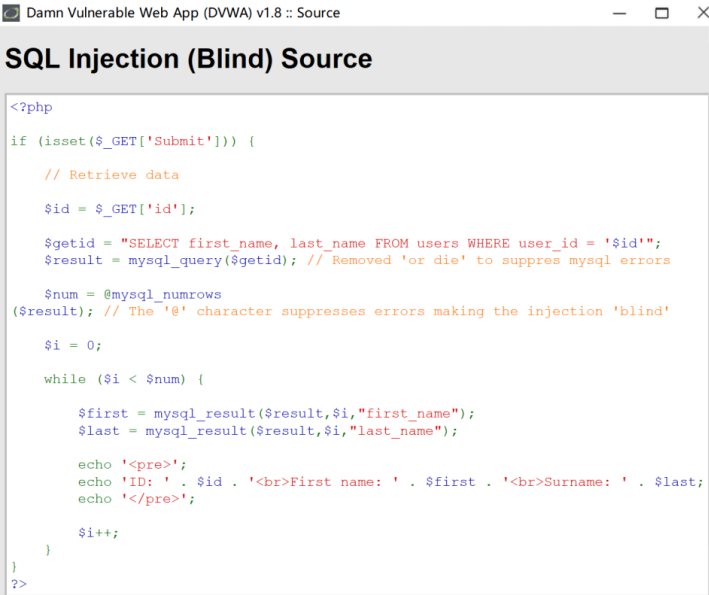 Damn Vulnerable Web App (DVWA) v1.8 :: Source
SQL Injection (Blind) Source
<?php
if (isset($_GET['Submit'])) {
// Retrieve data
$id = $_GET['id'];
$getid = "SELECT first_name, last_name FROM users WHERE user_id = '$id'";
$result = mysql_query($getid); // Removed 'or die' to suppres mysql errors
$num = @mysql_numrows
($result); // The '@' character suppresses errors making the injection 'blind'
$i = 0;
while ($i < $num) {
$first = mysql_result($result,$i,"first_name");
$last = mysql_result($result,$i,"last_name");
echo '<pre>';
echo 'ID: ' . $id . '<br>First name: ' . $first . '<br>Surname: ' . $last;
echo '</pre>';
$i++;
}
}
?>